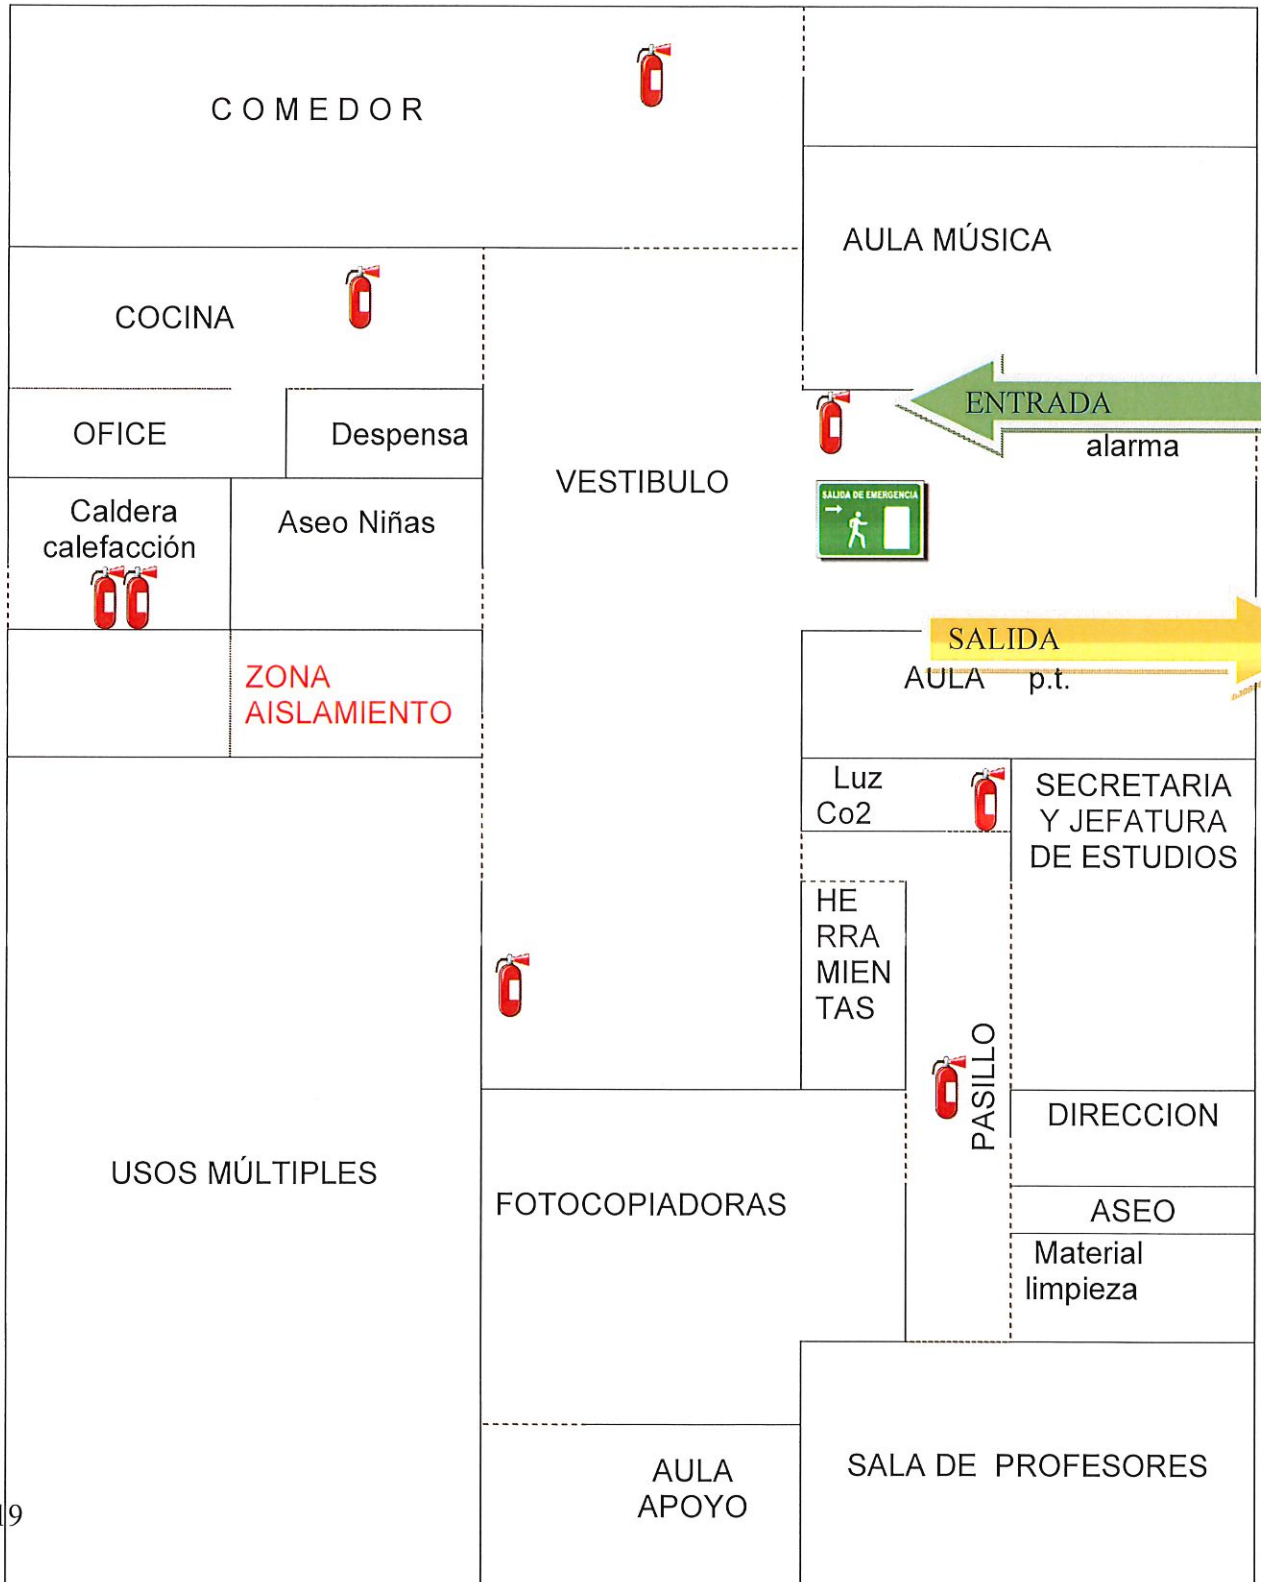 C O M E D O R
AULA MÚSICA
COCINA
ENTRADA
alarma
OFICE
Despensa
VESTIBULO
SALIDA DE EMERGENCIA
Caldera
calefacción
Aseo Niñas
SALIDA
AULA p.t.
ZONA
AISLAMIENTO
Luz
Co2
SECRETARIA
Y JEFATURA
DE ESTUDIOS
HE
RRA
MIEN
TAS
PASILLO
DIRECCION
USOS MÚLTIPLES
FOTOCOPIADORAS
ASEO
Material
limpieza
AULA
APOYO
SALA DE PROFESORES
19